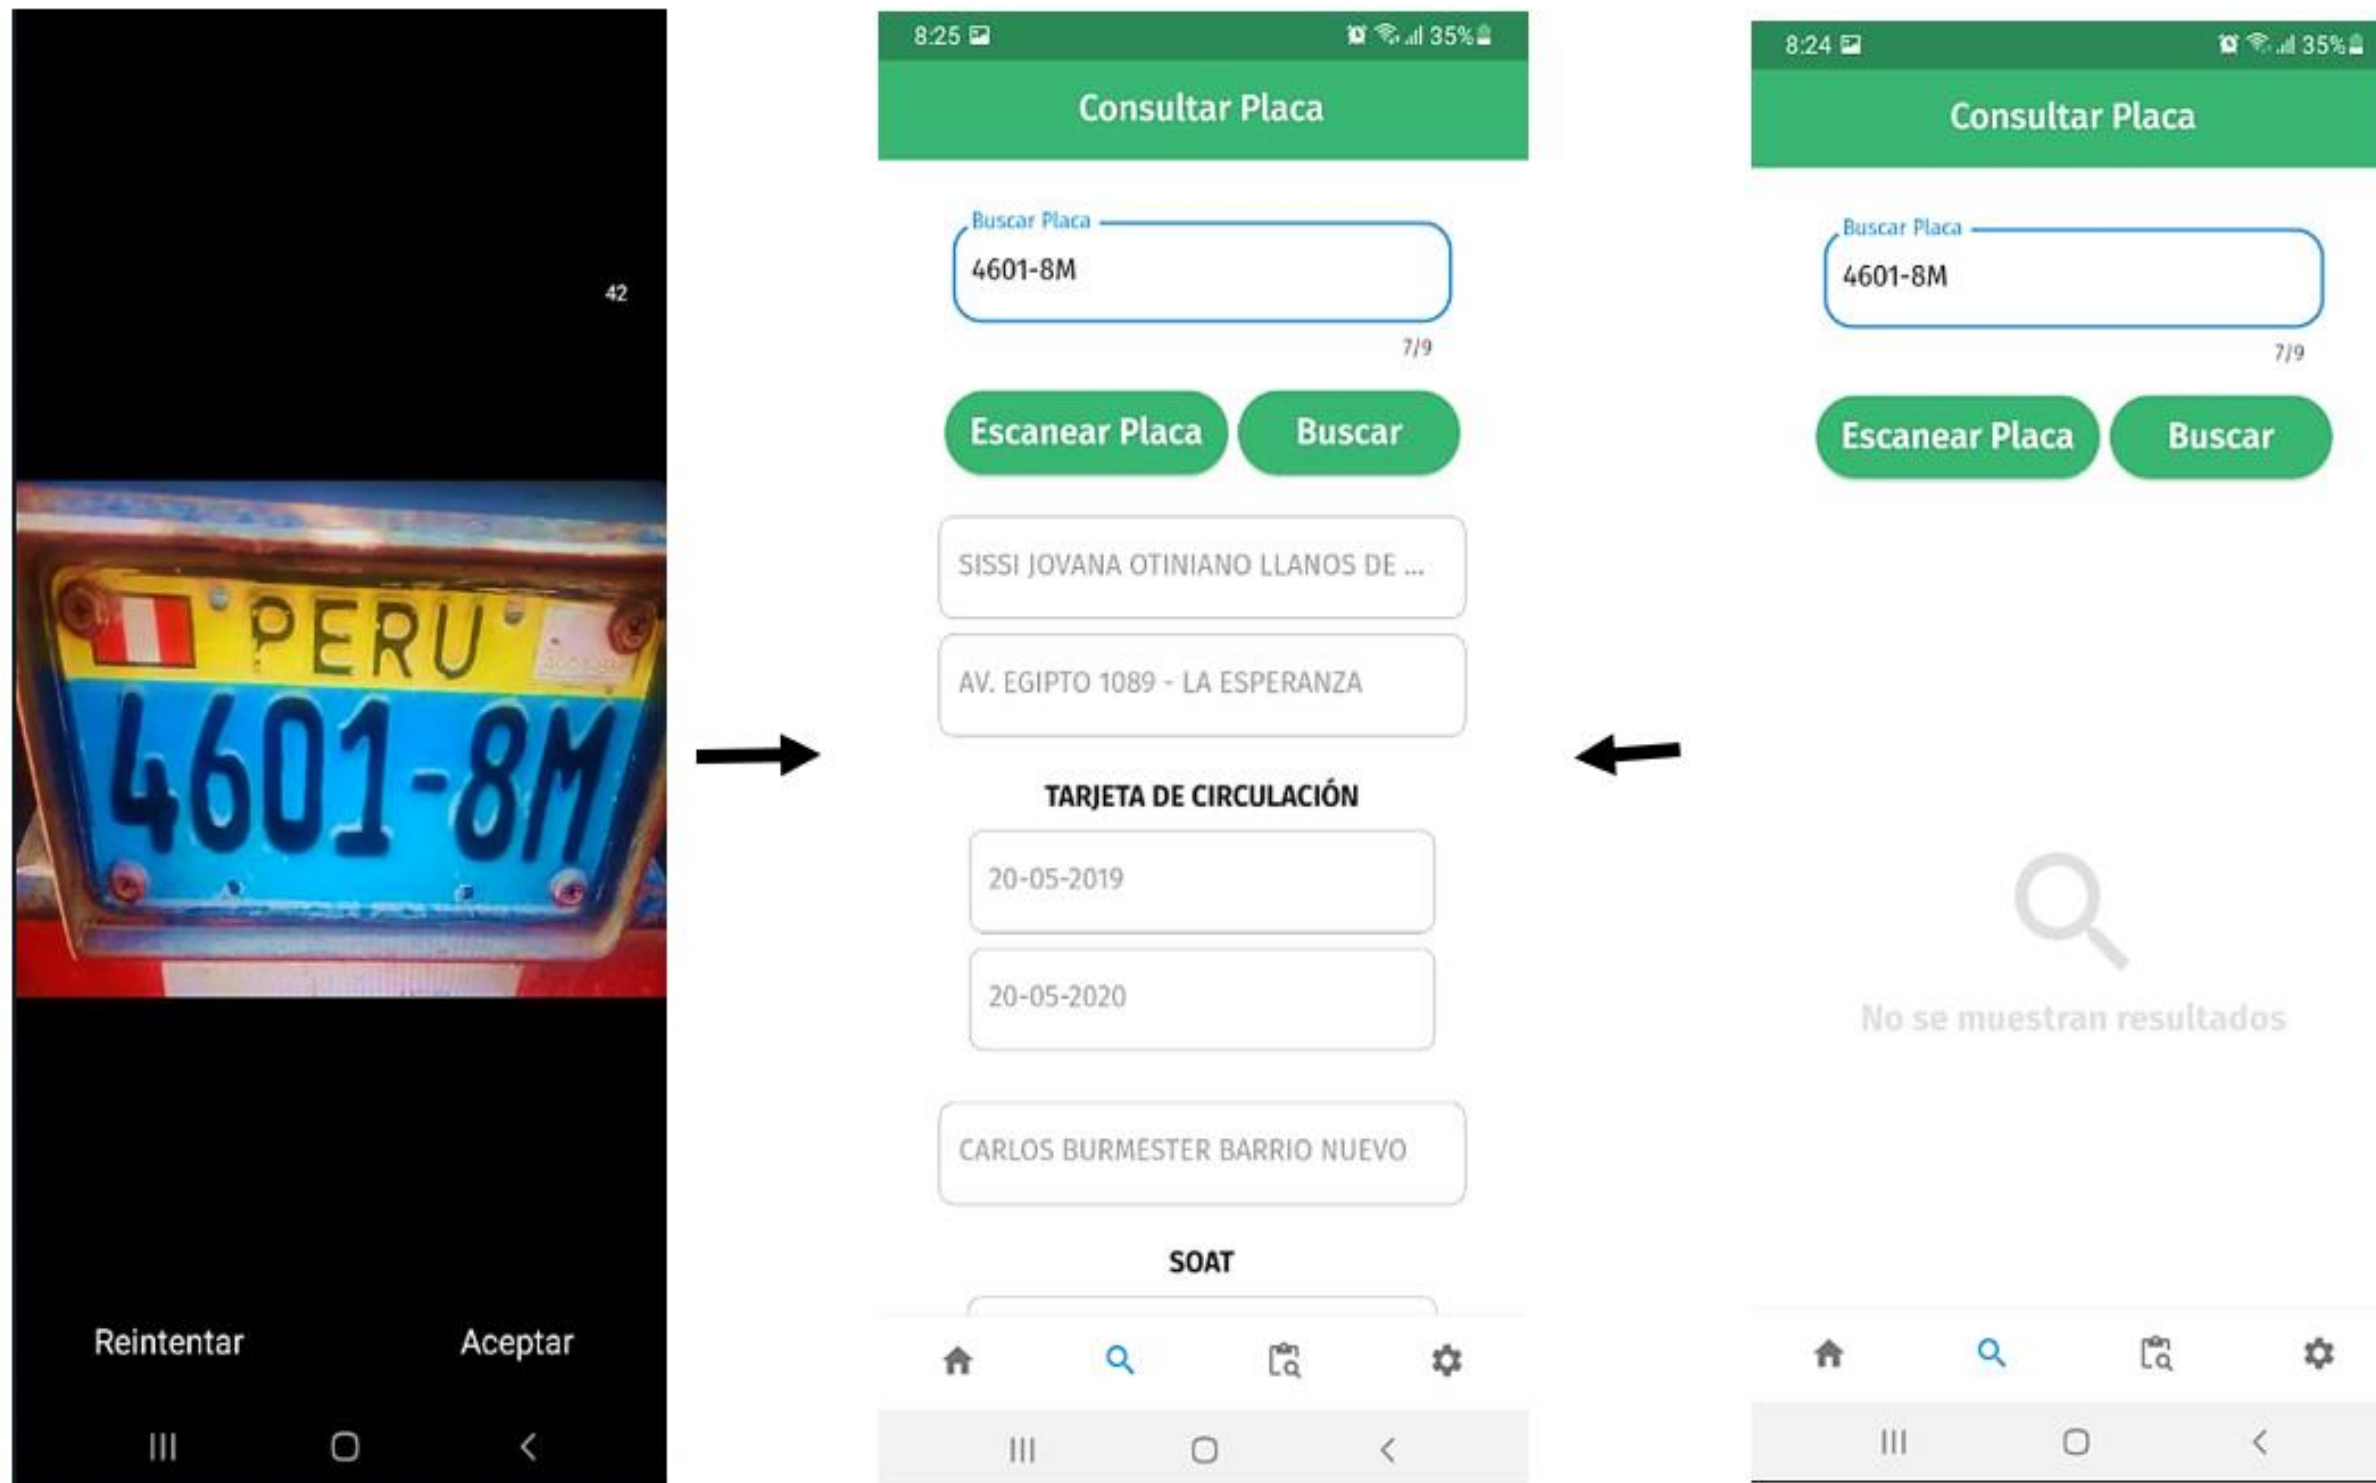 42
PERU
4601-8M
Reintentar
Aceptar
8:25
35%
Consultar Placa
Buscar Placa
4601-8M
7/9
Escanear Placa
Buscar
SISSI JOVANA OTINIANO LLANOS DE ...
AV. EGIPTO 1089 - LA ESPERANZA
TARJETA DE CIRCULACIÓN
20-05-2019
20-05-2020
CARLOS BURMESTER BARRIO NUEVO
SOAT
8:24
35%
Consultar Placa
Buscar Placa
4601-8M
7/9
Escanear Placa
Buscar
No se muestran resultados